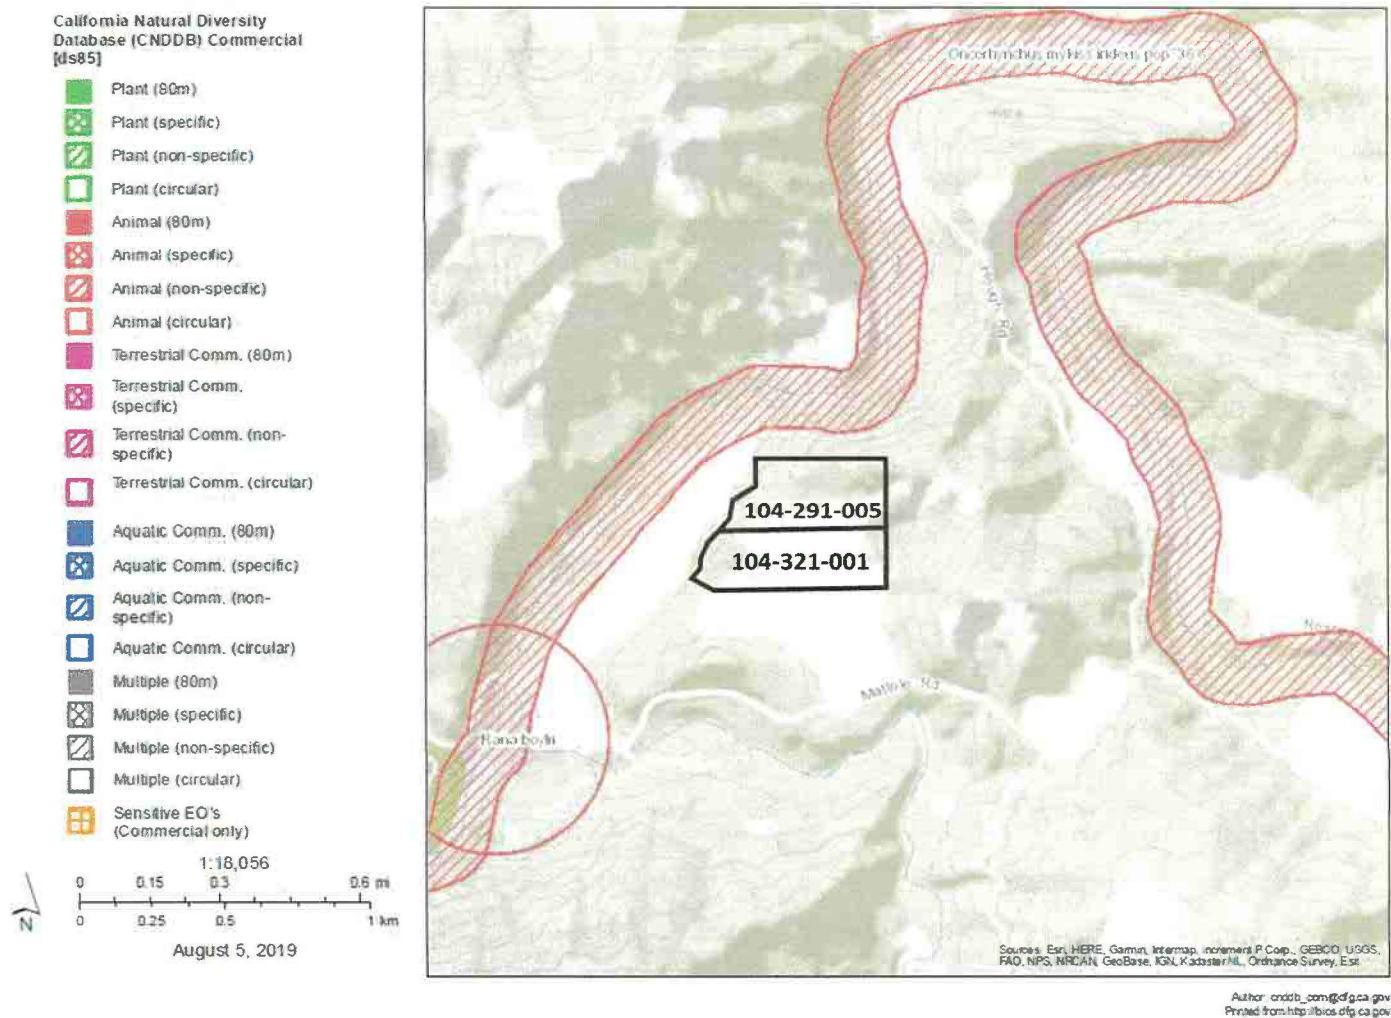 California Natural Diversity
Database (CNDDB) Commercial
[ds85]
Plant (80m)
Plant (specific)
Plant (non-specific)
Plant (circular)
Animal (80m)
Animal (specific)
Animal (non-specific)
Animal (circular)
Terrestrial Comm. (80m)
Terrestrial Comm.
(specific)
Terrestrial Comm. (non-
specific)
Terrestrial Comm. (circular)
Aquatic Comm. (80m)
Aquatic Comm. (specific)
Aquatic Comm. (non-
specific)
Aquatic Comm. (circular)
Multiple (80m)
Multiple (specific)
Multiple (non-specific)
Multiple (circular)
Sensitive EO's
(Commercial only)
1:18,056
0 0.15 0.3 0.6 mi
0 0.25 0.5 1 km
N
August 5, 2019
Oncorhynchus mykiss irideus pop. 36
Rd
104-291-005
104-321-001
Mattole Rd
Rana boylii
Sources: Esri, HERE, Garmin, Intermap, increment P Corp., GEBCO, USGS,
FAO, NPS, NRCAN, GeoBase, IGN, Kadaster NL, Ordnance Survey, Esri
Author: cnddb_com@dfg.ca.gov
Printed from http://bios.dfg.ca.gov